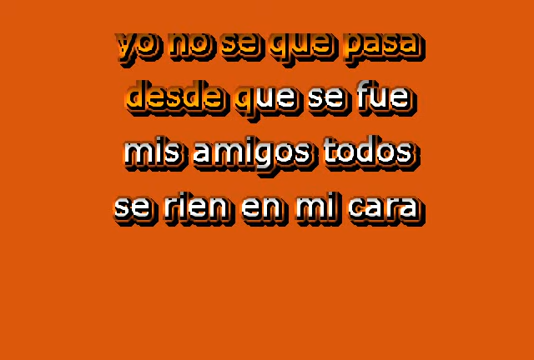 yo no se que pasa
desde que se fue
mis amigos todos
se rien en mi cara